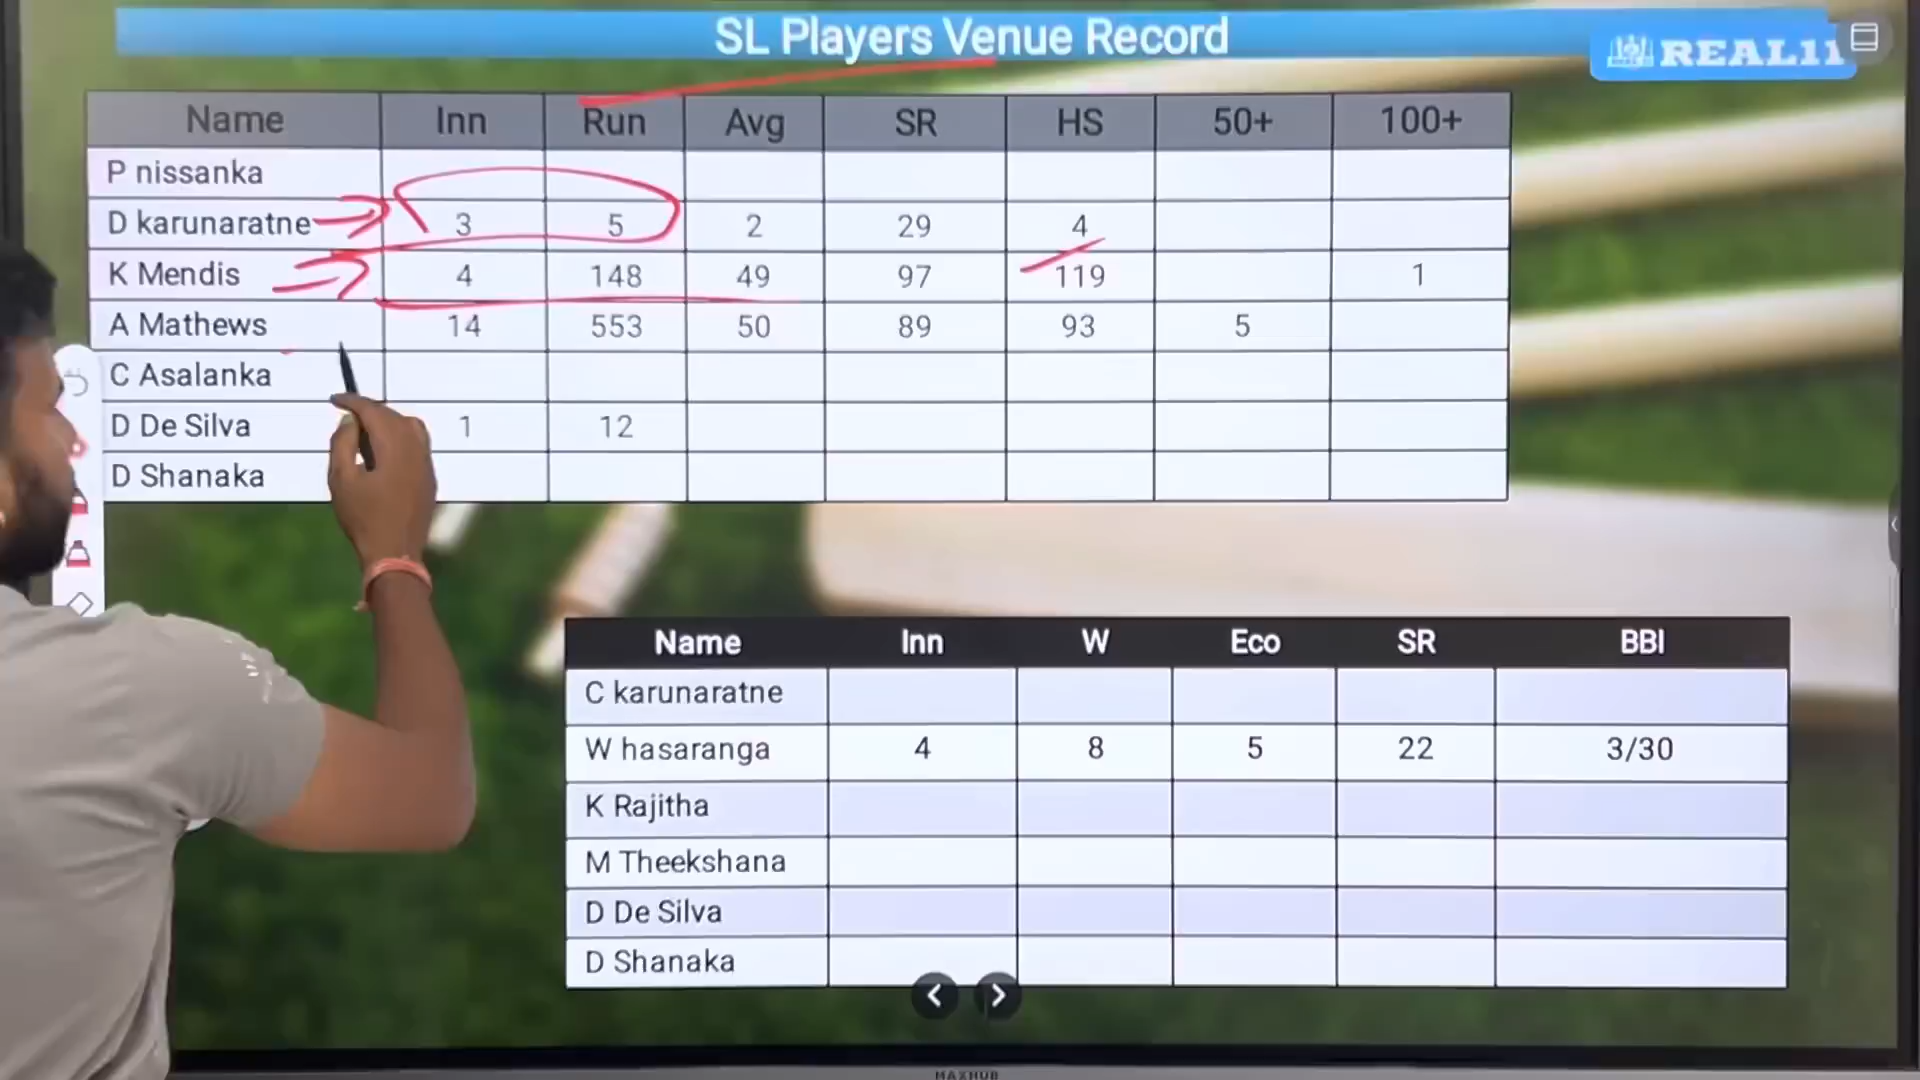 SL Players Venue Record
REAL11
Name Inn Run Avg SR HS 50+ 100+
P nissanka
D karunaratne 3 5 2 29 4
K Mendis 4 148 49 97 119 1
A Mathews 14 553 50 89 93 5
C Asalanka
D De Silva 1 12
D Shanaka
Name Inn W Eco SR BBI
C karunaratne
W hasaranga 4 8 5 22 3/30
K Rajitha
M Theekshana
D De Silva
D Shanaka
MAXHUB